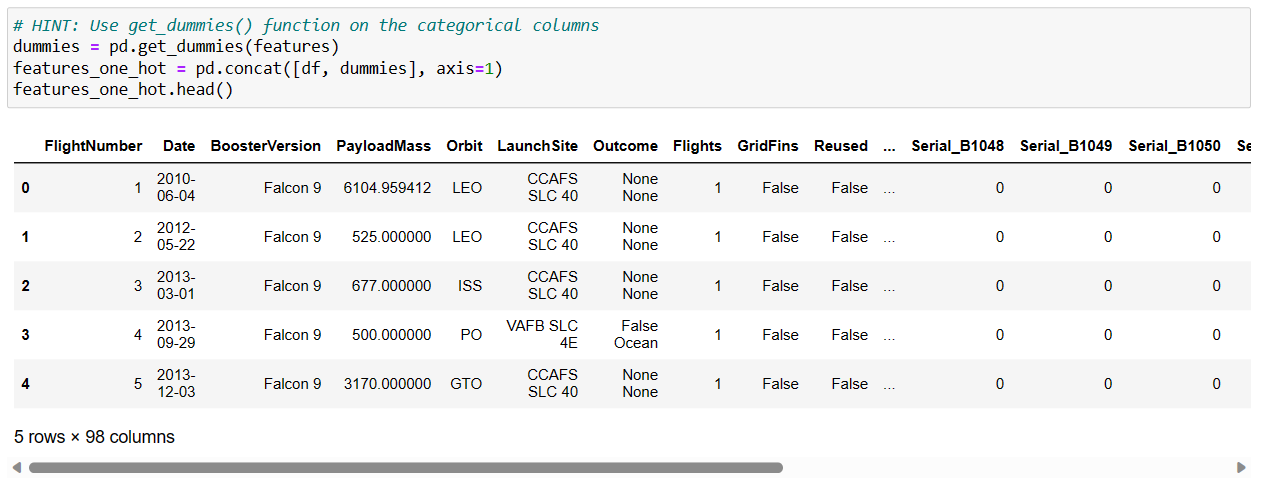 # HINT: Use get_dummies() function on the categorical columns
dummies = pd.get_dummies(features)
features_one_hot = pd.concat([df, dummies], axis=1)
features_one_hot.head()
FlightNumber Date BoosterVersion PayloadMass Orbit LaunchSite Outcome Flights GridFins Reused ... Serial_B1048 Serial_B1049 Serial_B1050 Se
0 1 2010-06-04 Falcon 9 6104.959412 LEO CCAFS SLC 40 None None 1 False False ... 0 0 0
1 2 2012-05-22 Falcon 9 525.000000 LEO CCAFS SLC 40 None None 1 False False ... 0 0 0
2 3 2013-03-01 Falcon 9 677.000000 ISS CCAFS SLC 40 None None 1 False False ... 0 0 0
3 4 2013-09-29 Falcon 9 500.000000 PO VAFB SLC 4E False Ocean 1 False False ... 0 0 0
4 5 2013-12-03 Falcon 9 3170.000000 GTO CCAFS SLC 40 None None 1 False False ... 0 0 0
5 rows × 98 columns